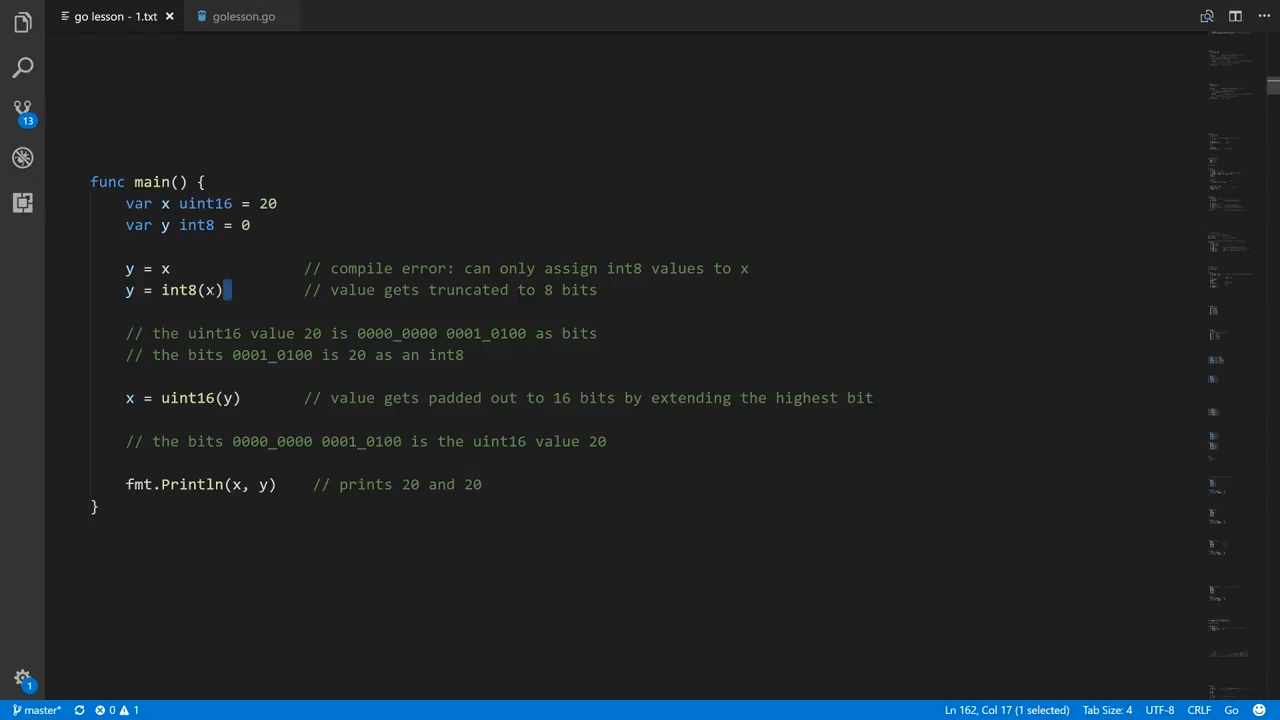 go lesson - 1.txt
golesson.go
13
func main() {
var x uint16 = 20
var y int8 = 0
y = x // compile error: can only assign int8 values to x
y = int8(x) // value gets truncated to 8 bits
// the uint16 value 20 is 0000_0000 0001_0100 as bits
// the bits 0001_0100 is 20 as an int8
x = uint16(y) // value gets padded out to 16 bits by extending the highest bit
// the bits 0000_0000 0001_0100 is the uint16 value 20
fmt.Println(x, y) // prints 20 and 20
}
1
master* 0 1 Ln 162, Col 17 (1 selected) Tab Size: 4 UTF-8 CRLF Go